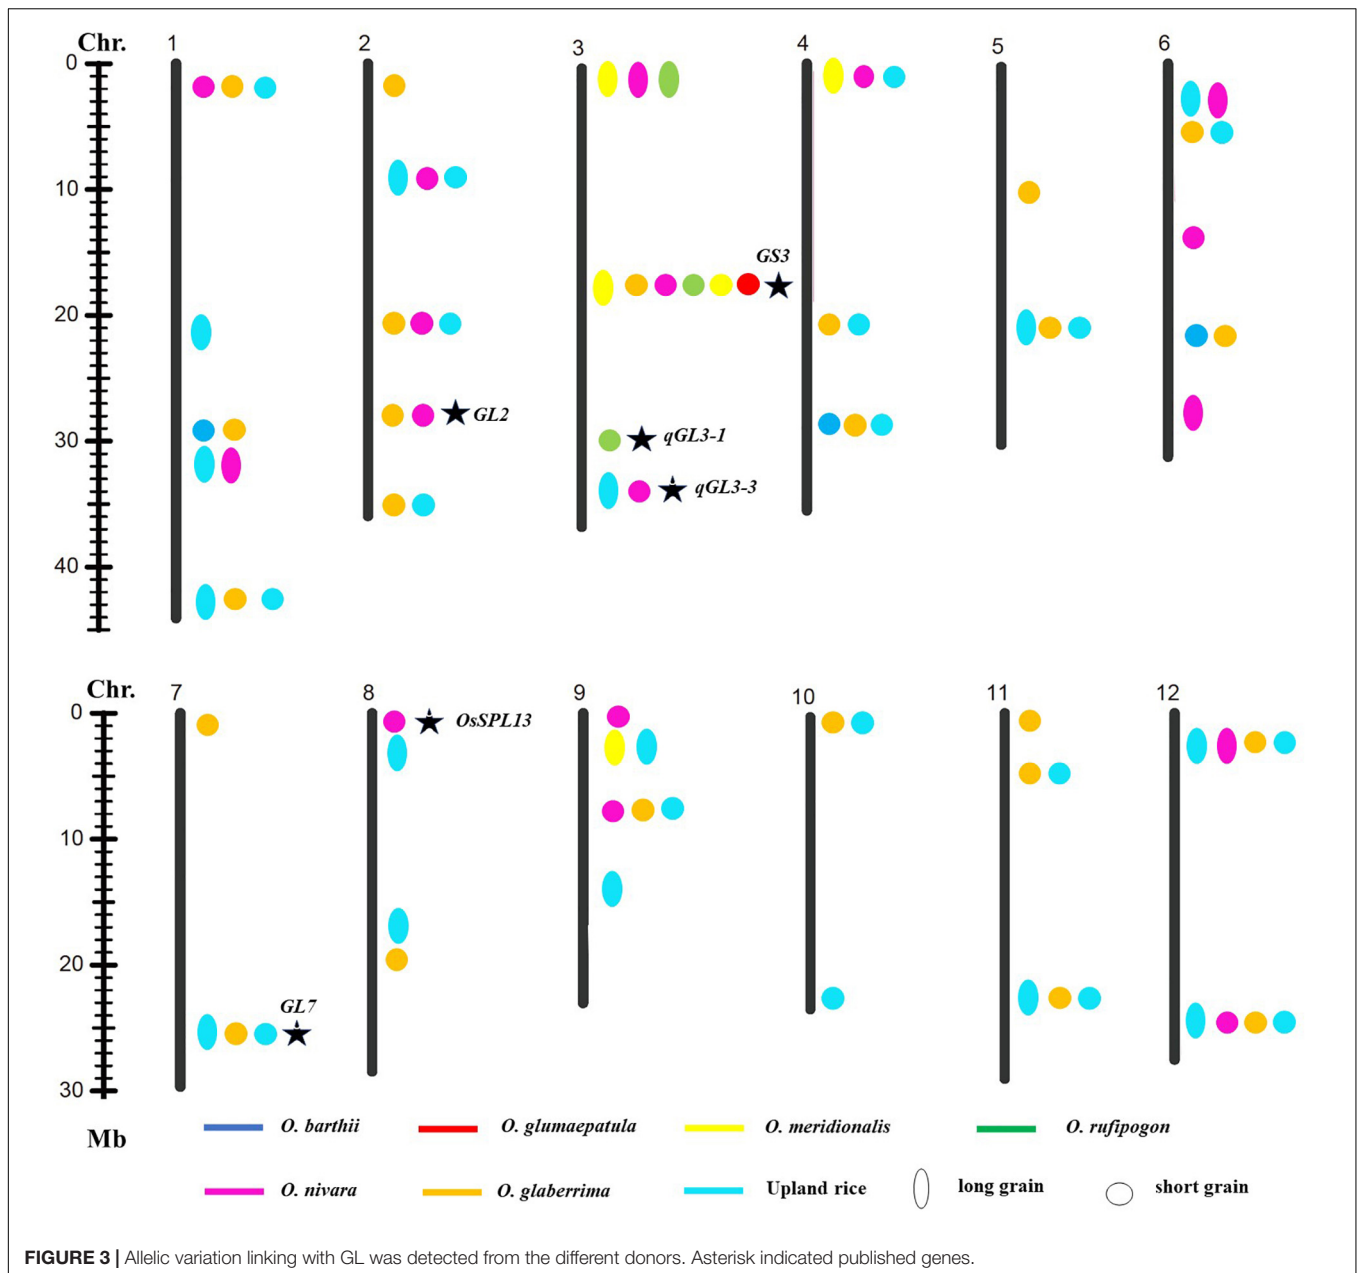 Chr. 1 2 3 4 5 6
0
10
GS3
20
GL2
30
qGL3-1
qGL3-3
40
Chr. 7 8 9 10 11 12
0
OsSPL13
10
20
GL7
30
Mb
O. barthii O. glumaepatula O. meridionalis O. rufipogon
O. nivara O. glaberrima Upland rice long grain short grain
FIGURE 3 | Allelic variation linking with GL was detected from the different donors. Asterisk indicated published genes.